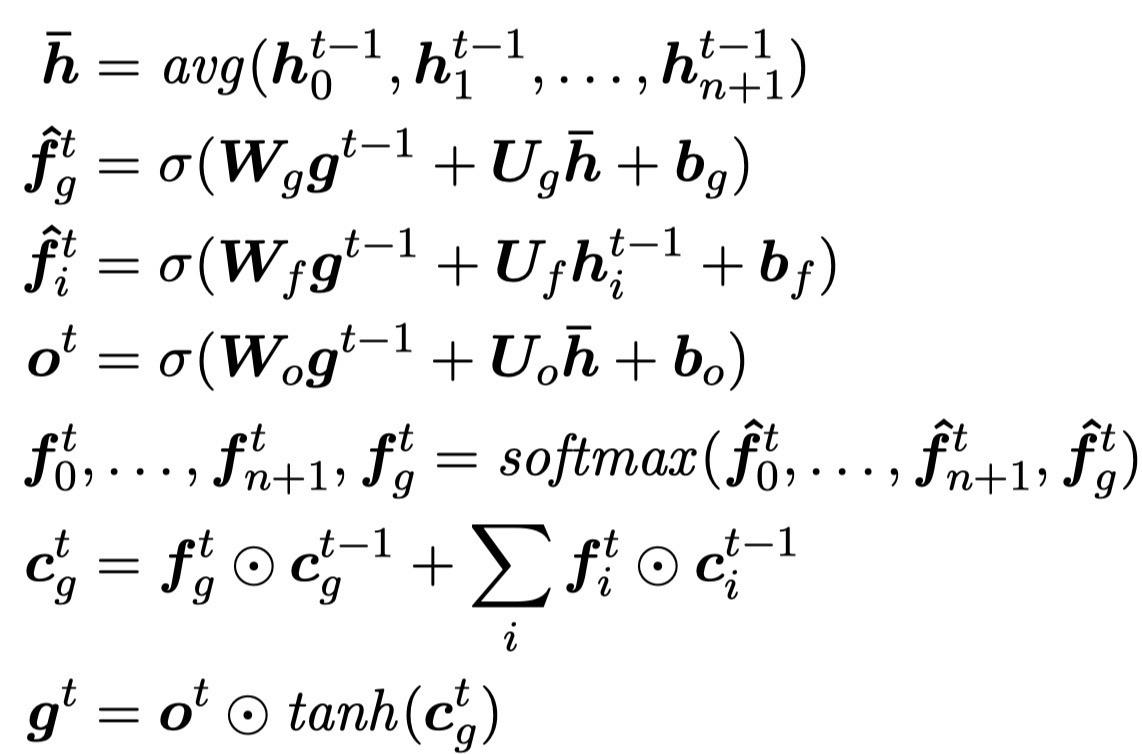 h̄ = avg(h_0^{t−1}, h_1^{t−1}, . . . , h_{n+1}^{t−1})
f̂_g^t = σ(W_g g^{t−1} + U_g h̄ + b_g)
f̂_i^t = σ(W_f g^{t−1} + U_f h_i^{t−1} + b_f)
o^t = σ(W_o g^{t−1} + U_o h̄ + b_o)
f_0^t, . . . , f_{n+1}^t, f_g^t = softmax(f̂_0^t, . . . , f̂_{n+1}^t, f̂_g^t)
c_g^t = f_g^t ⊙ c_g^{t−1} + ∑_i f_i^t ⊙ c_i^{t−1}
g^t = o^t ⊙ tanh(c_g^t)